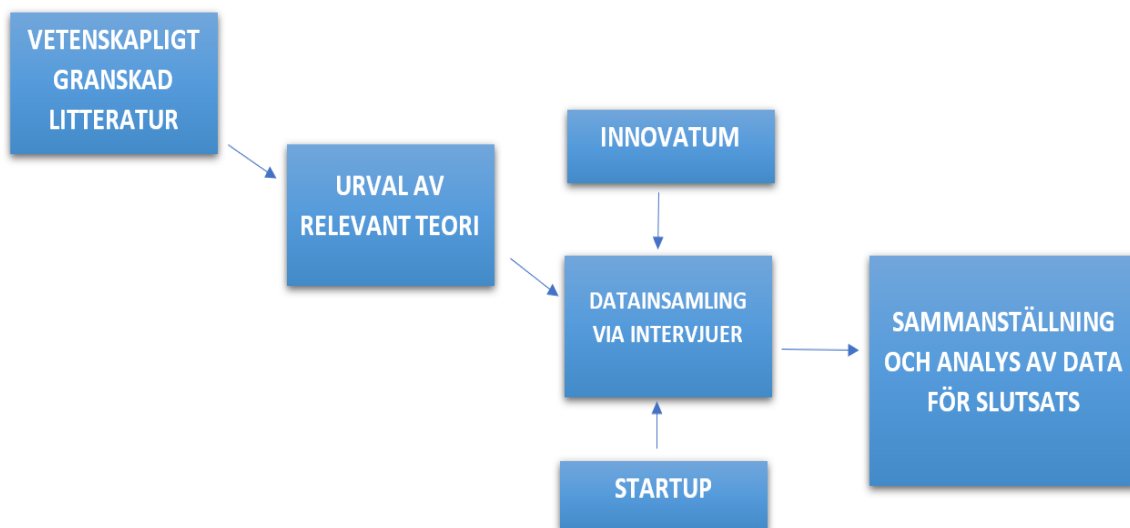 VETENSKAPLIGT
GRANSKAD
LITTERATUR
URVAL AV
RELEVANT TEORI
INNOVATUM
DATAINSAMLING
VIA INTERVJUER
STARTUP
SAMMANSTÄLLNING
OCH ANALYS AV DATA
FÖR SLUTSATS